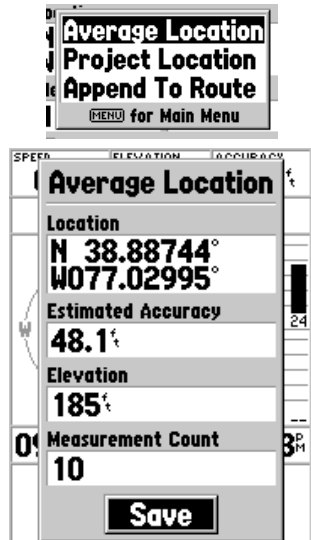 Average Location
Project Location
Append To Route
MENU for Main Menu
SPEED ELEVATION ACCURACY
Average Location
Location
N 38.88744°
W077.02995°
Estimated Accuracy
48.1ft
Elevation
185ft
Measurement Count
10
Save
W
24